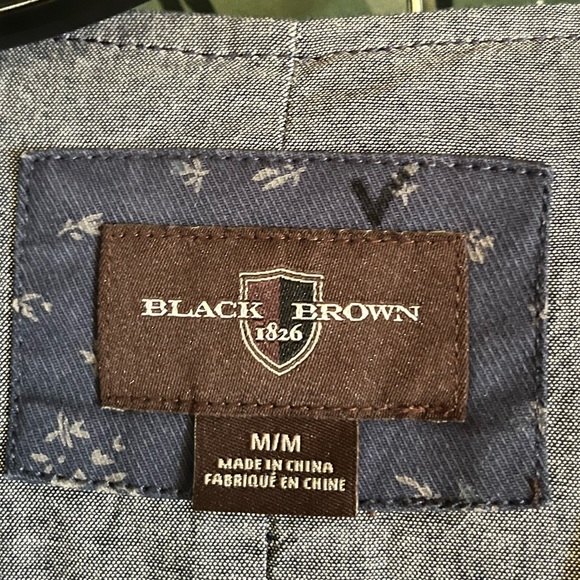 BLACK BROWN
1826
M/M
MADE IN CHINA
FABRIQUÉ EN CHINE